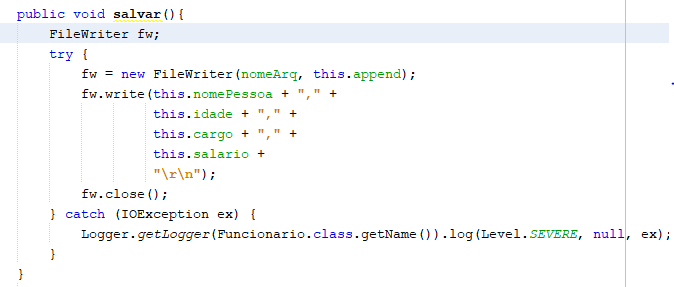 public void salvar(){
    FileWriter fw;
    try {
        fw = new FileWriter(nomeArq, this.append);
        fw.write(this.nomePessoa + "," +
                 this.idade + "," +
                 this.cargo + "," +
                 this.salario +
                 "\r\n");
        fw.close();
    } catch (IOException ex) {
        Logger.getLogger(Funcionario.class.getName()).log(Level.SEVERE, null, ex);
    }
}